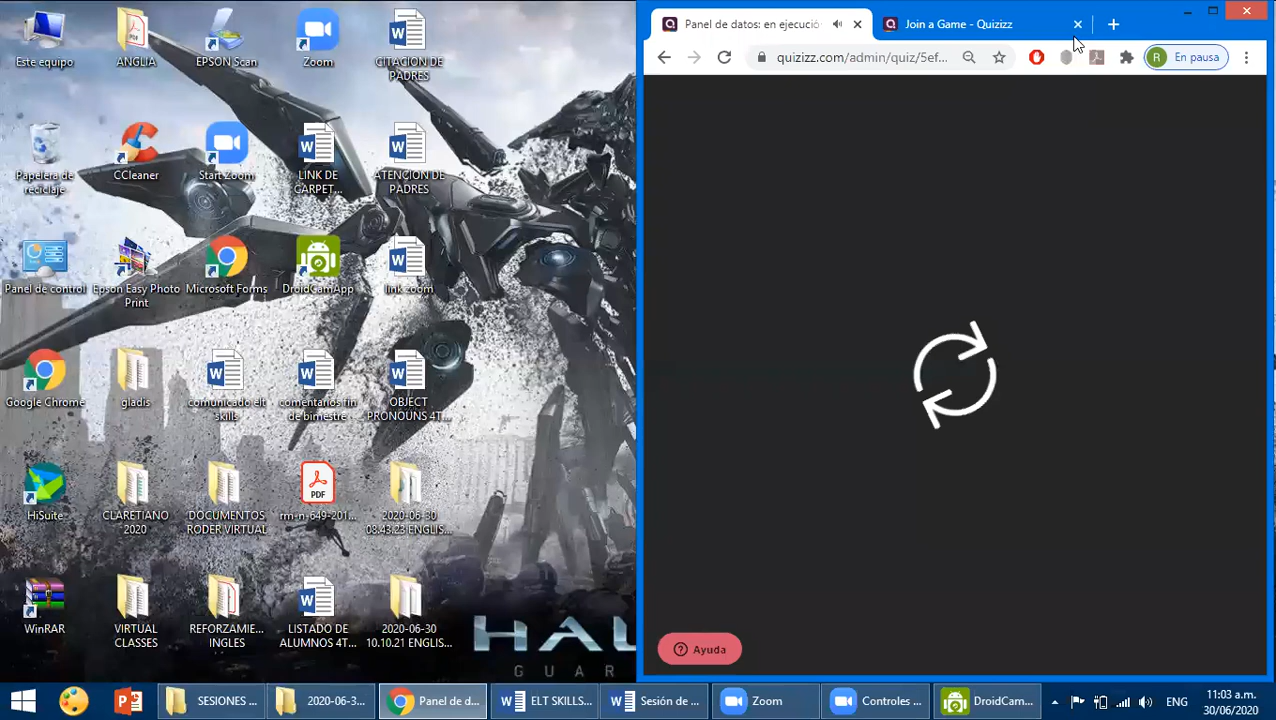 Panel de datos: en ejecució
Join a Game - Quizizz
quizizz.com/admin/quiz/5ef...
R
En pausa
Este equipo
ANGLIA
EPSON Scan
Zoom
CITACION DE
PADRES
Papelera de
reciclaje
CCleaner
Start Zoom
LINK DE
CARPET...
ATENCION DE
PADRES
Panel de control
Epson Easy Photo
Print
Microsoft Forms
DroidCamApp
link zoom
Google Chrome
gladis
comunicado elt
skills
comentarios fin
de bimestre
OBJECT
PRONOUNS 4T...
HiSuite
CLARETIANO
2020
DOCUMENTOS
RODER VIRTUAL
PDF
rm-n-649-201...
2020-06-30
08.43.23 ENGLIS...
WinRAR
VIRTUAL
CLASSES
REFORZAMIE...
INGLES
LISTADO DE
ALUMNOS 4T...
2020-06-30
10.10.21 ENGLIS...
HAL
GUAR
Ayuda
SESIONES
2020-06-3...
Panel de d...
ELT SKILLS...
Sesión de ...
Zoom
Controles ...
DroidCam...
ENG
11:03 a.m.
30/06/2020